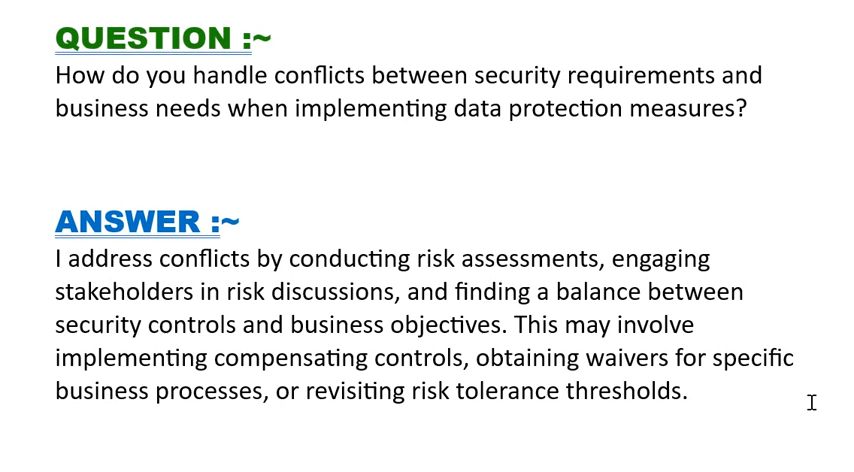 QUESTION :~
How do you handle conflicts between security requirements and
business needs when implementing data protection measures?
ANSWER :~
I address conflicts by conducting risk assessments, engaging
stakeholders in risk discussions, and finding a balance between
security controls and business objectives. This may involve
implementing compensating controls, obtaining waivers for specific
business processes, or revisiting risk tolerance thresholds.